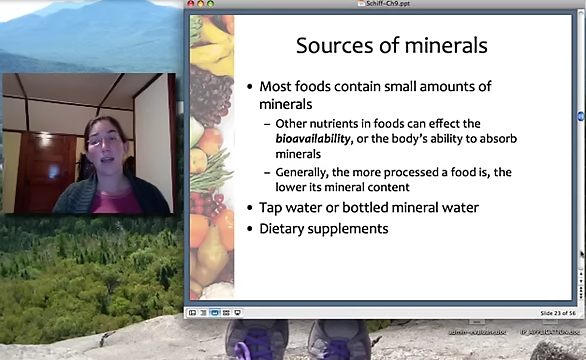 Schiff-Ch9.ppt
Sources of minerals
• Most foods contain small amounts of
minerals
– Other nutrients in foods can effect the
bioavailability, or the body's ability to absorb
minerals
– Generally, the more processed a food is, the
lower its mineral content
• Tap water or bottled mineral water
• Dietary supplements
Slide 23 of 56